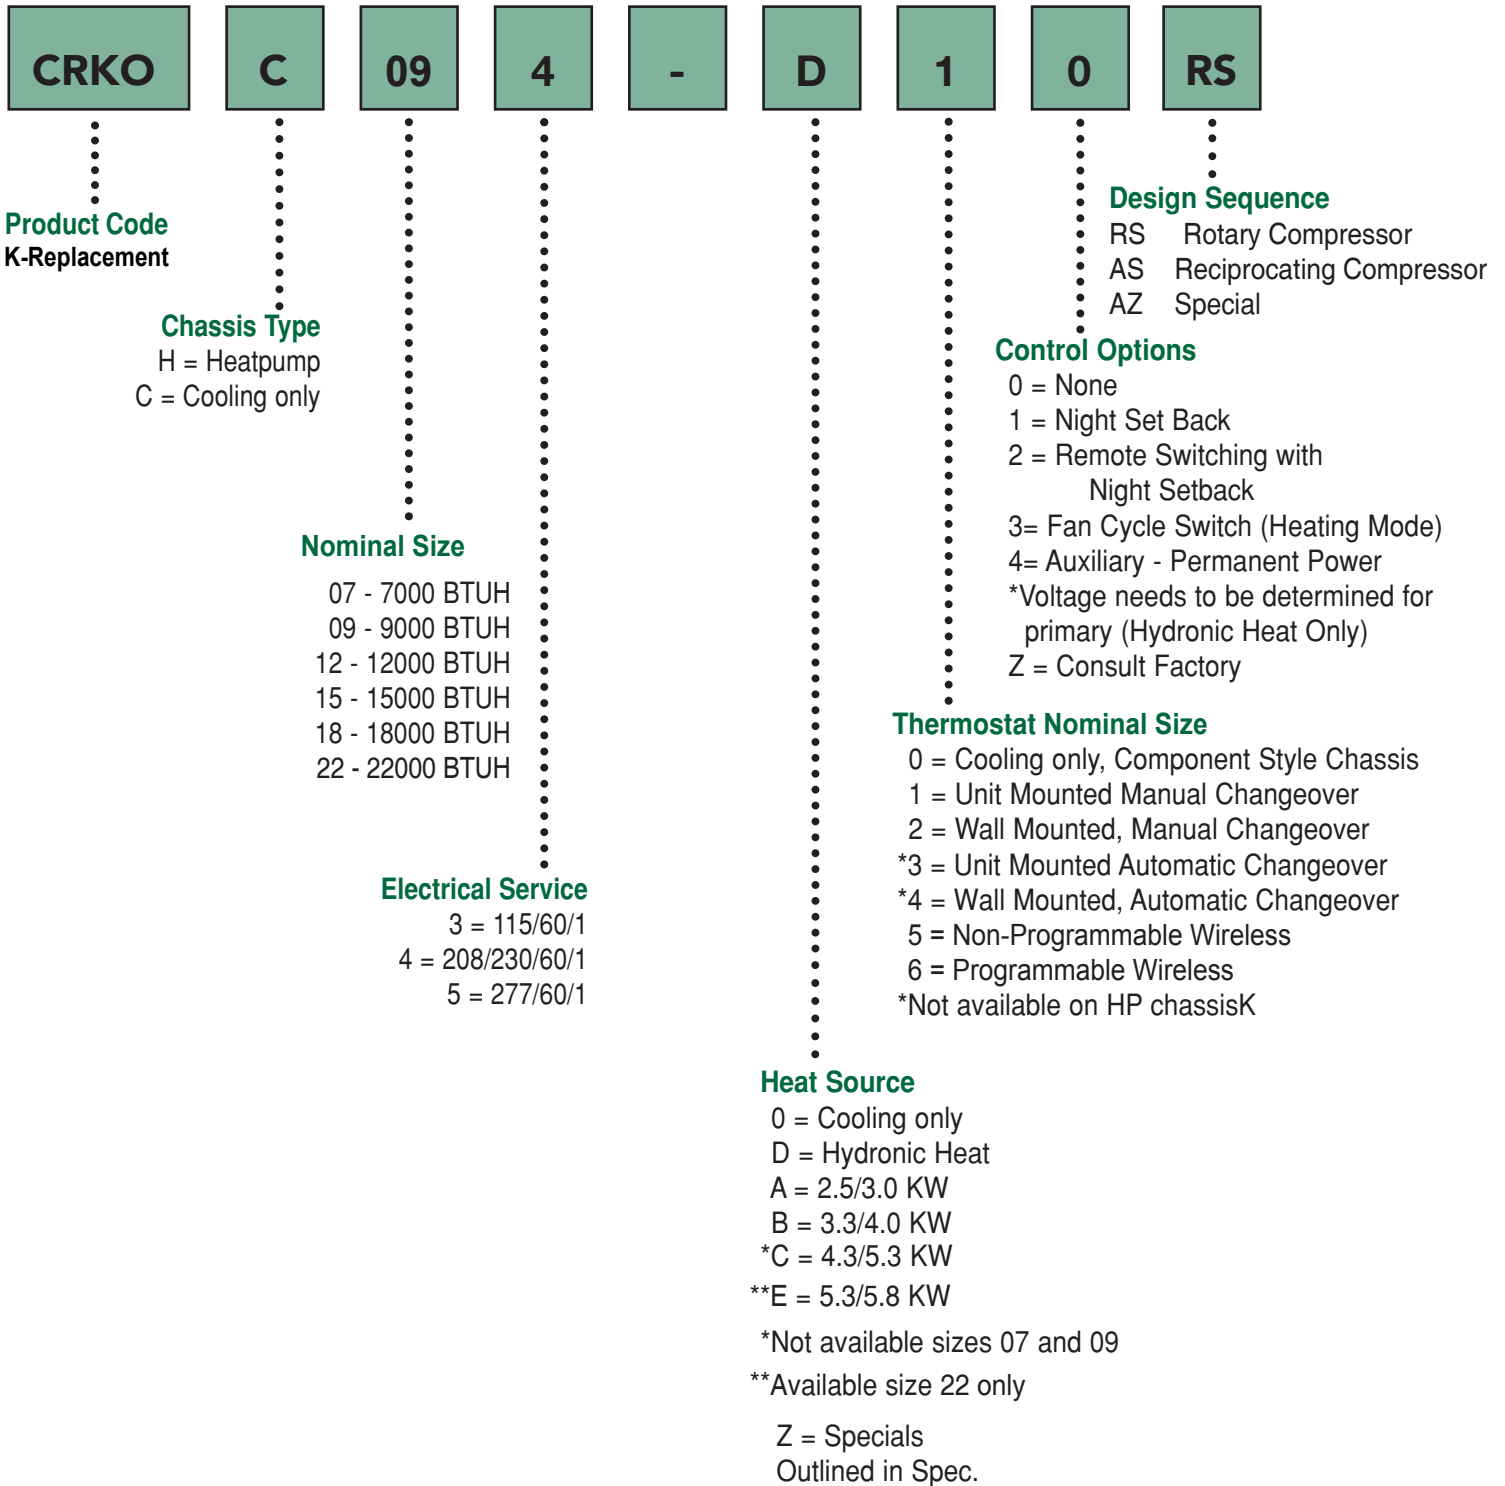 CRKO C 09 4 - D 1 0 RS
Product Code
K-Replacement
Chassis Type
H = Heatpump
C = Cooling only
Nominal Size
07 - 7000 BTUH
09 - 9000 BTUH
12 - 12000 BTUH
15 - 15000 BTUH
18 - 18000 BTUH
22 - 22000 BTUH
Electrical Service
3 = 115/60/1
4 = 208/230/60/1
5 = 277/60/1
Heat Source
0 = Cooling only
D = Hydronic Heat
A = 2.5/3.0 KW
B = 3.3/4.0 KW
*C = 4.3/5.3 KW
**E = 5.3/5.8 KW
*Not available sizes 07 and 09
**Available size 22 only
Z = Specials
Outlined in Spec.
Thermostat Nominal Size
0 = Cooling only, Component Style Chassis
1 = Unit Mounted Manual Changeover
2 = Wall Mounted, Manual Changeover
*3 = Unit Mounted Automatic Changeover
*4 = Wall Mounted, Automatic Changeover
5 = Non-Programmable Wireless
6 = Programmable Wireless
*Not available on HP chassisK
Control Options
0 = None
1 = Night Set Back
2 = Remote Switching with
Night Setback
3= Fan Cycle Switch (Heating Mode)
4= Auxiliary - Permanent Power
*Voltage needs to be determined for
primary (Hydronic Heat Only)
Z = Consult Factory
Design Sequence
RS Rotary Compressor
AS Reciprocating Compressor
AZ Special